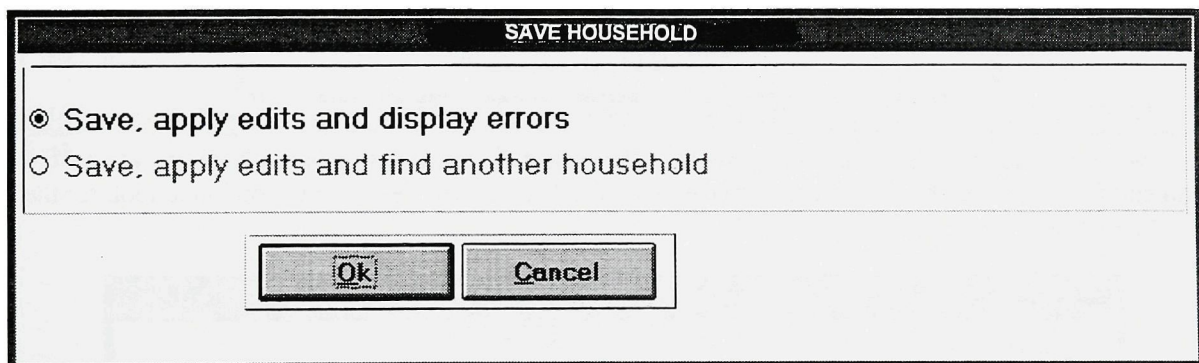 SAVE HOUSEHOLD
Save, apply edits and display errors
Save, apply edits and find another household
Ok
Cancel